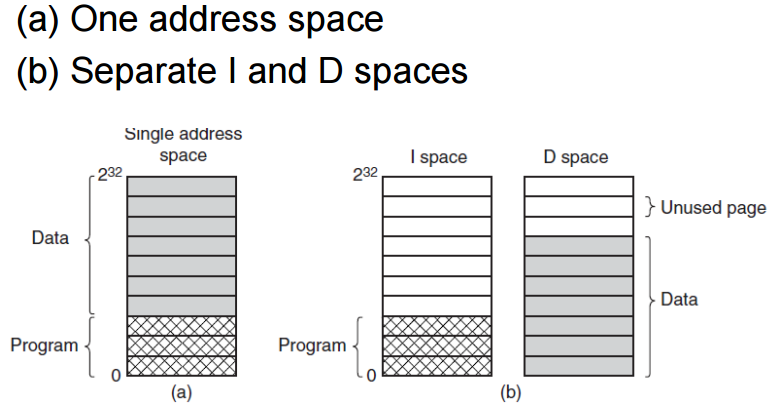 (a) One address space
(b) Separate I and D spaces
Single address
space
2³²
Data
Program
0
(a)
I space
D space
2³²
Unused page
Data
Program
0
(b)